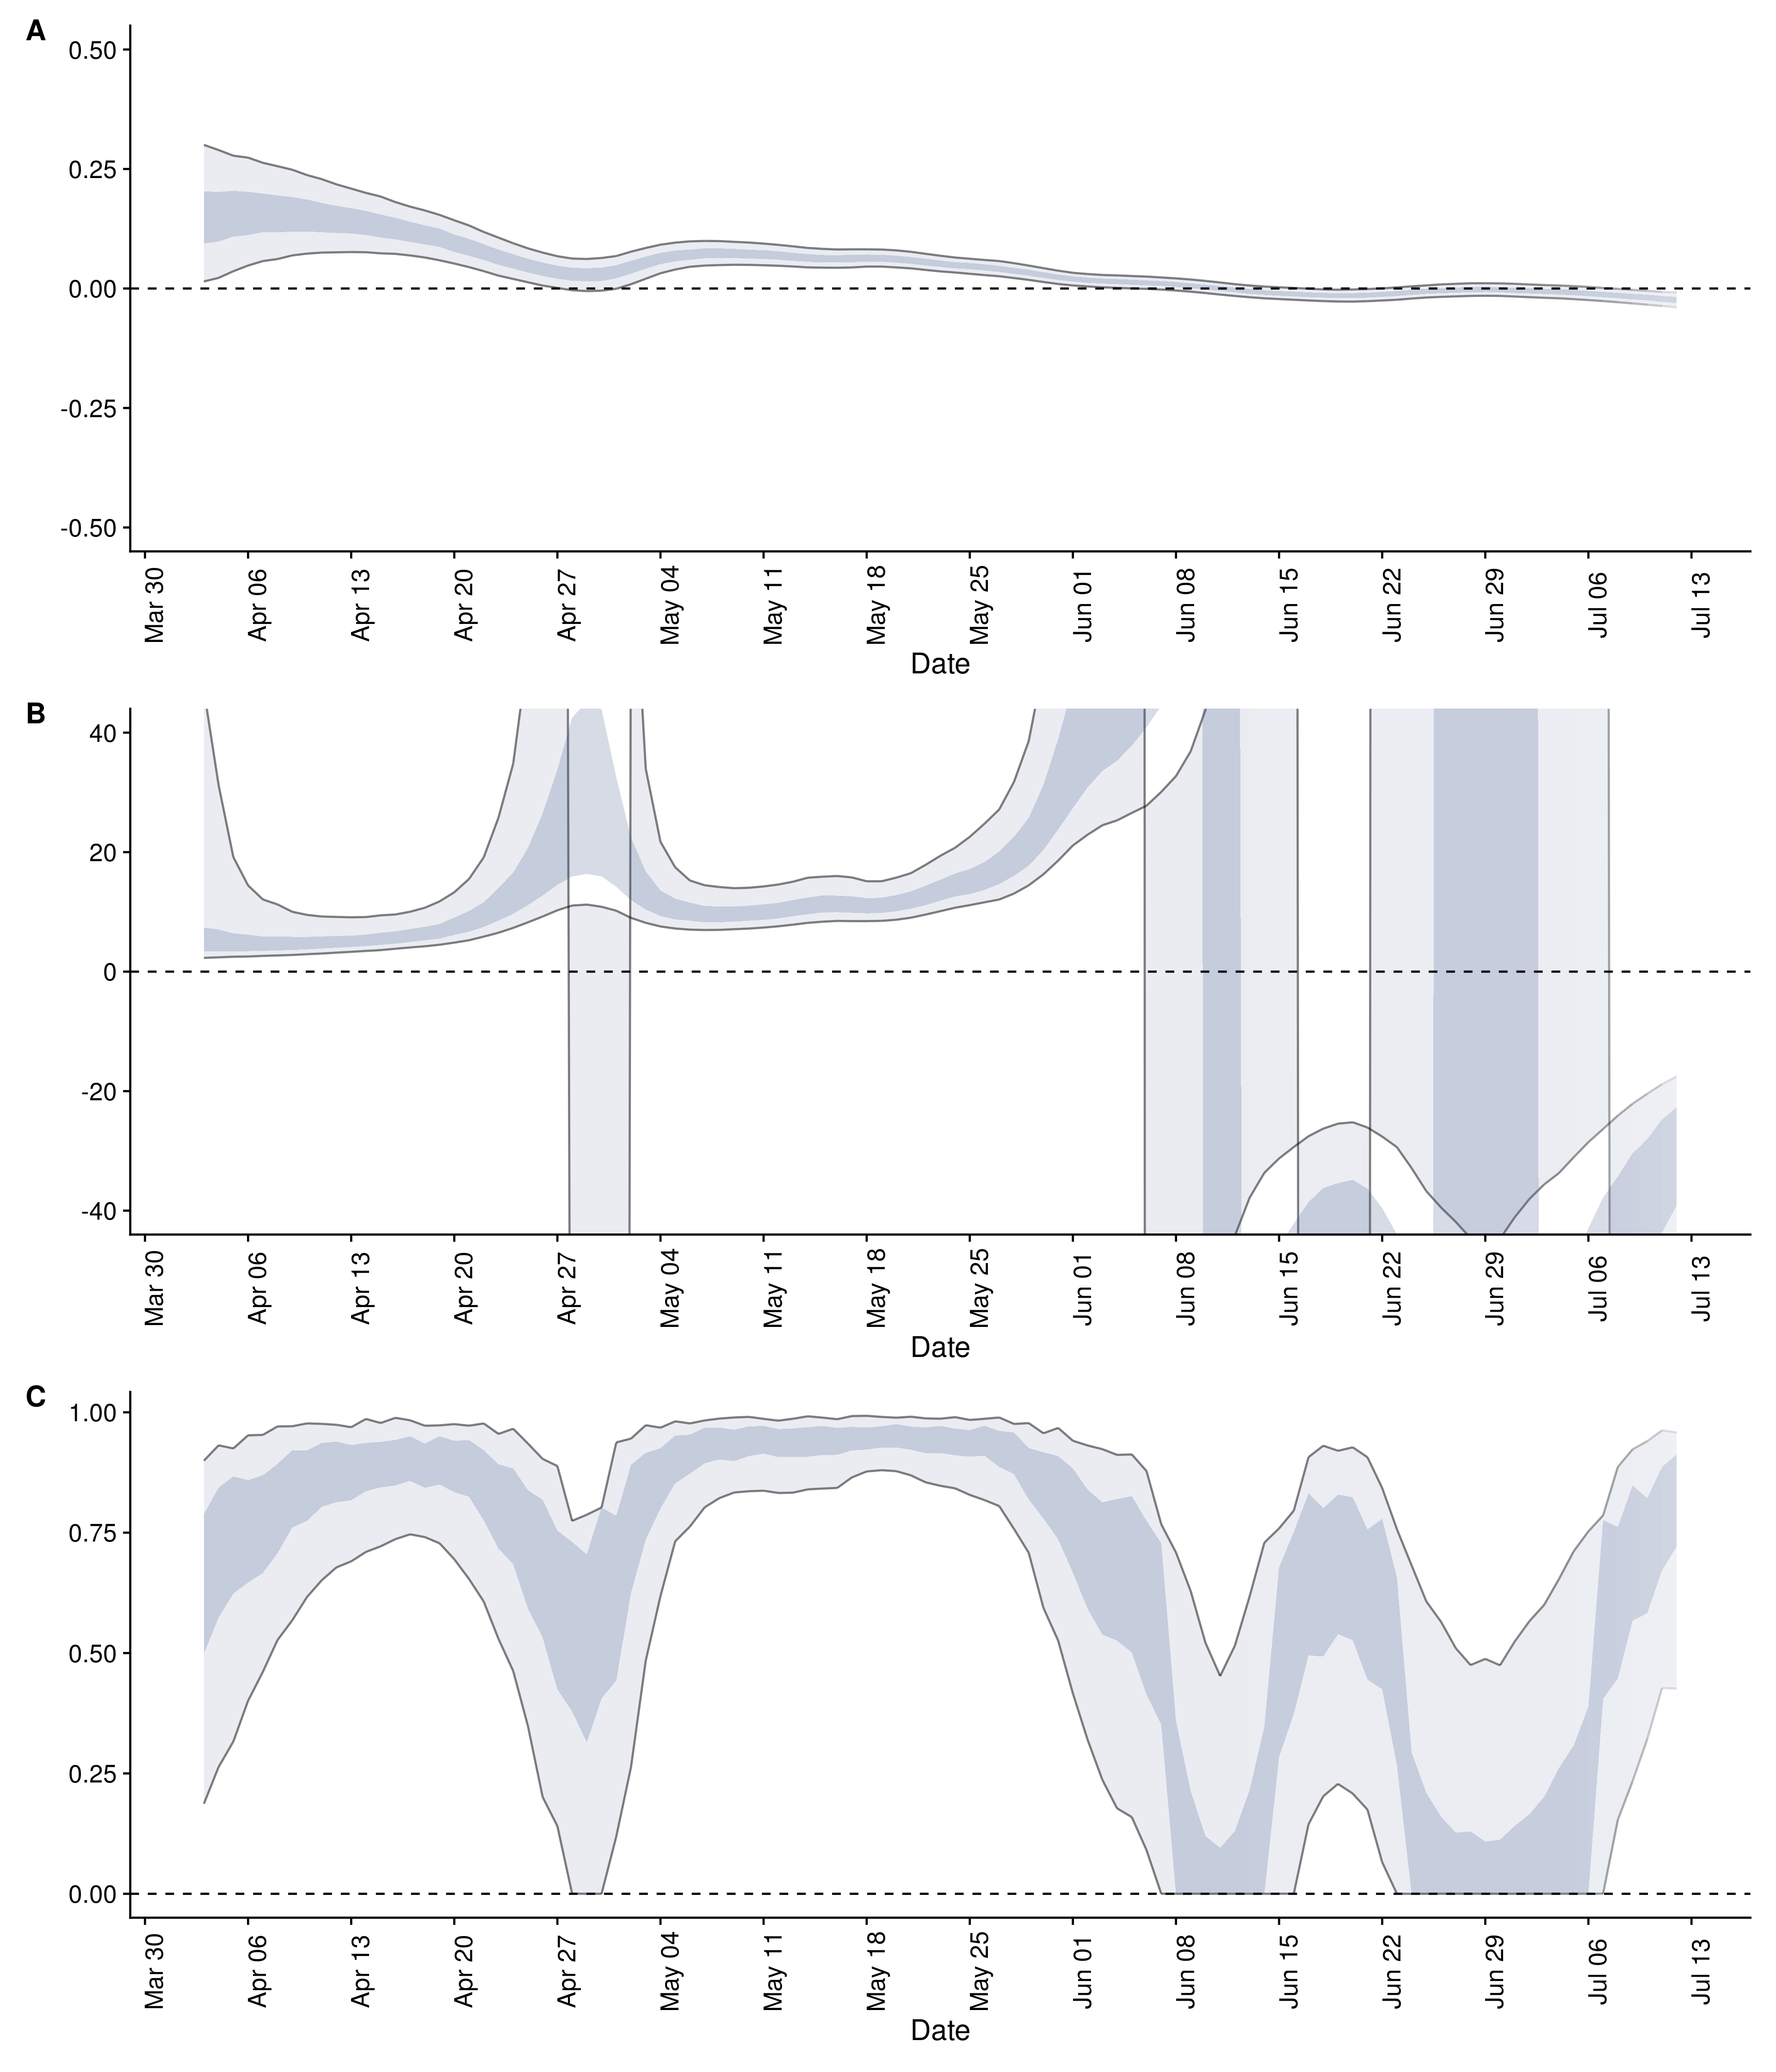 A
0.50
0.25
0.00
-0.25
-0.50
Mar 30
Apr 06
Apr 13
Apr 20
Apr 27
May 04
May 11
May 18
May 25
Jun 01
Jun 08
Jun 15
Jun 22
Jun 29
Jul 06
Jul 13
Date
B
40
20
0
-20
-40
Mar 30
Apr 06
Apr 13
Apr 20
Apr 27
May 04
May 11
May 18
May 25
Jun 01
Jun 08
Jun 15
Jun 22
Jun 29
Jul 06
Jul 13
Date
C
1.00
0.75
0.50
0.25
0.00
Mar 30
Apr 06
Apr 13
Apr 20
Apr 27
May 04
May 11
May 18
May 25
Jun 01
Jun 08
Jun 15
Jun 22
Jun 29
Jul 06
Jul 13
Date